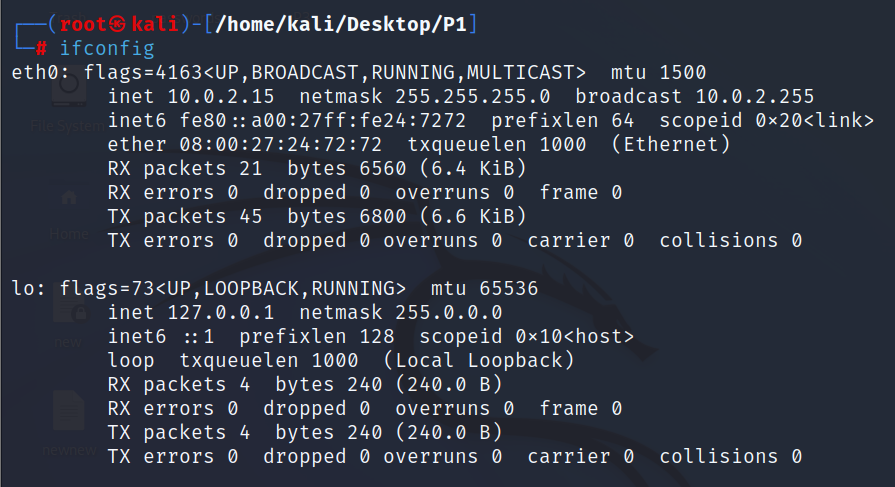 ┌──(root㉿kali)-[/home/kali/Desktop/P1]
└─# ifconfig
eth0: flags=4163<UP,BROADCAST,RUNNING,MULTICAST>  mtu 1500
        inet 10.0.2.15  netmask 255.255.255.0  broadcast 10.0.2.255
        inet6 fe80::a00:27ff:fe24:7272  prefixlen 64  scopeid 0x20<link>
        ether 08:00:27:24:72:72  txqueuelen 1000  (Ethernet)
        RX packets 21  bytes 6560 (6.4 KiB)
        RX errors 0  dropped 0  overruns 0  frame 0
        TX packets 45  bytes 6800 (6.6 KiB)
        TX errors 0  dropped 0 overruns 0  carrier 0  collisions 0

lo: flags=73<UP,LOOPBACK,RUNNING>  mtu 65536
        inet 127.0.0.1  netmask 255.0.0.0
        inet6 ::1  prefixlen 128  scopeid 0x10<host>
        loop  txqueuelen 1000  (Local Loopback)
        RX packets 4  bytes 240 (240.0 B)
        RX errors 0  dropped 0  overruns 0  frame 0
        TX packets 4  bytes 240 (240.0 B)
        TX errors 0  dropped 0 overruns 0  carrier 0  collisions 0
File System
Home
new
newnew